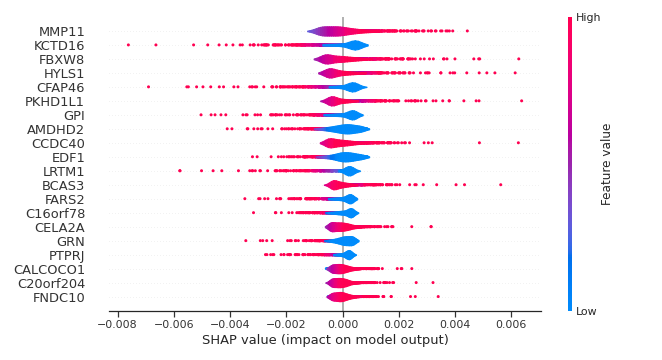 High
MMP11
KCTD16
FBXW8
HYLS1
CFAP46
PKHD1L1
GPI
AMDHD2
CCDC40
EDF1
LRTM1
BCAS3
FARS2
C16orf78
CELA2A
GRN
PTPRJ
CALCOCO1
C20orf204
FNDC10
Feature value
Low
−0.008 −0.006 −0.004 −0.002 0.000 0.002 0.004 0.006
SHAP value (impact on model output)